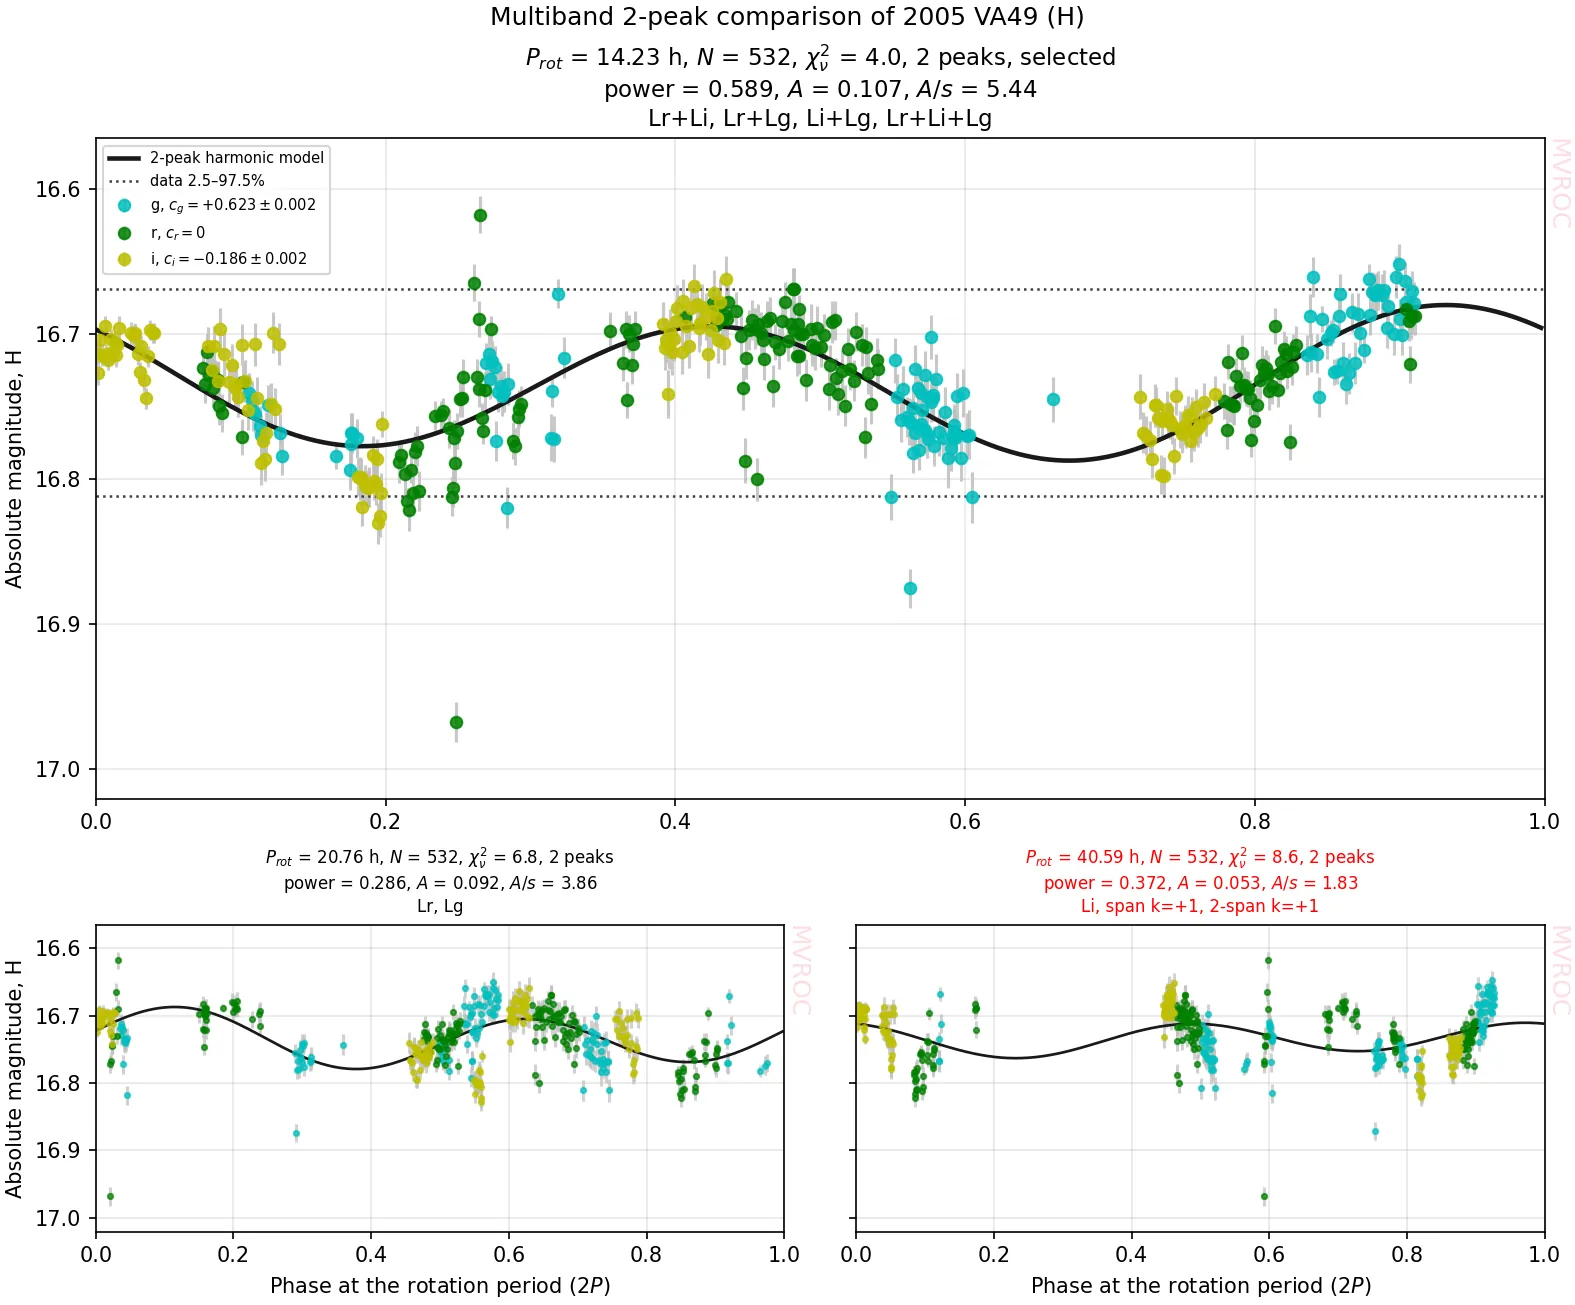 Multiband 2-peak comparison of 2005 VA49 (H)
P_rot = 14.23 h, N = 532, χ²_ν = 4.0, 2 peaks, selected
power = 0.589, A = 0.107, A/s = 5.44
Lr+Li, Lr+Lg, Li+Lg, Lr+Li+Lg
2-peak harmonic model
data 2.5–97.5%
g, c_g = +0.623 ± 0.002
r, c_r = 0
i, c_i = −0.186 ± 0.002
MVROC
Absolute magnitude, H
16.6
16.7
16.8
16.9
17.0
0.0 0.2 0.4 0.6 0.8 1.0
P_rot = 20.76 h, N = 532, χ²_ν = 6.8, 2 peaks
power = 0.286, A = 0.092, A/s = 3.86
Lr, Lg
MVROC
Absolute magnitude, H
16.6
16.7
16.8
16.9
17.0
0.0 0.2 0.4 0.6 0.8 1.0
Phase at the rotation period (2P)
P_rot = 40.59 h, N = 532, χ²_ν = 8.6, 2 peaks
power = 0.372, A = 0.053, A/s = 1.83
Li, span k=+1, 2-span k=+1
MVROC
0.0 0.2 0.4 0.6 0.8 1.0
Phase at the rotation period (2P)